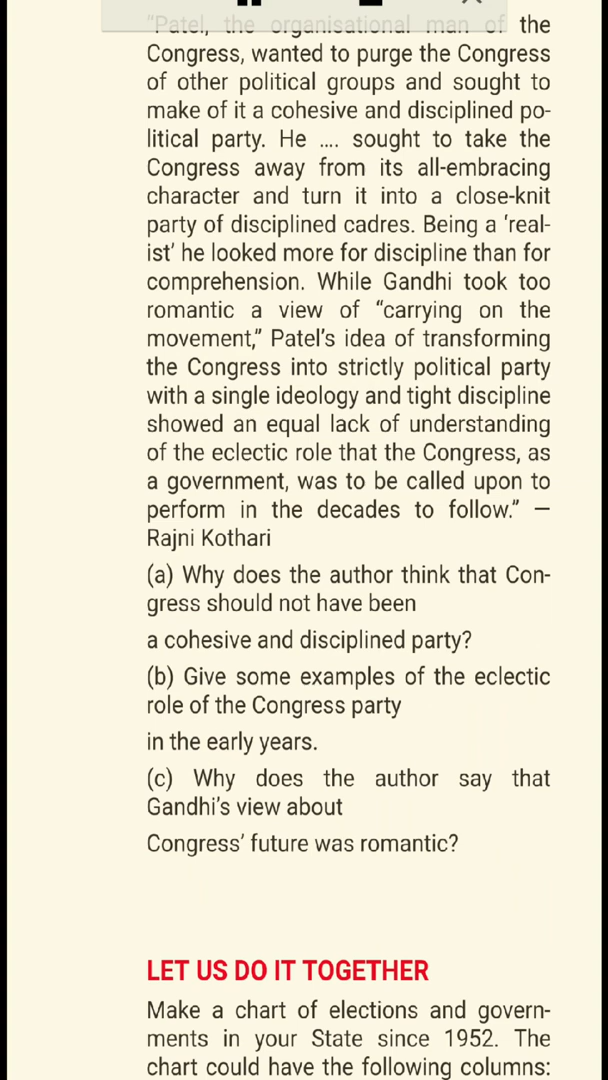 "Patel, the organisational man of the
Congress, wanted to purge the Congress
of other political groups and sought to
make of it a cohesive and disciplined po-
litical party. He .... sought to take the
Congress away from its all-embracing
character and turn it into a close-knit
party of disciplined cadres. Being a ‘real-
ist’ he looked more for discipline than for
comprehension. While Gandhi took too
romantic a view of “carrying on the
movement,” Patel’s idea of transforming
the Congress into strictly political party
with a single ideology and tight discipline
showed an equal lack of understanding
of the eclectic role that the Congress, as
a government, was to be called upon to
perform in the decades to follow.” —
Rajni Kothari
(a) Why does the author think that Con-
gress should not have been
a cohesive and disciplined party?
(b) Give some examples of the eclectic
role of the Congress party
in the early years.
(c) Why does the author say that
Gandhi’s view about
Congress’ future was romantic?
LET US DO IT TOGETHER
Make a chart of elections and govern-
ments in your State since 1952. The
chart could have the following columns: